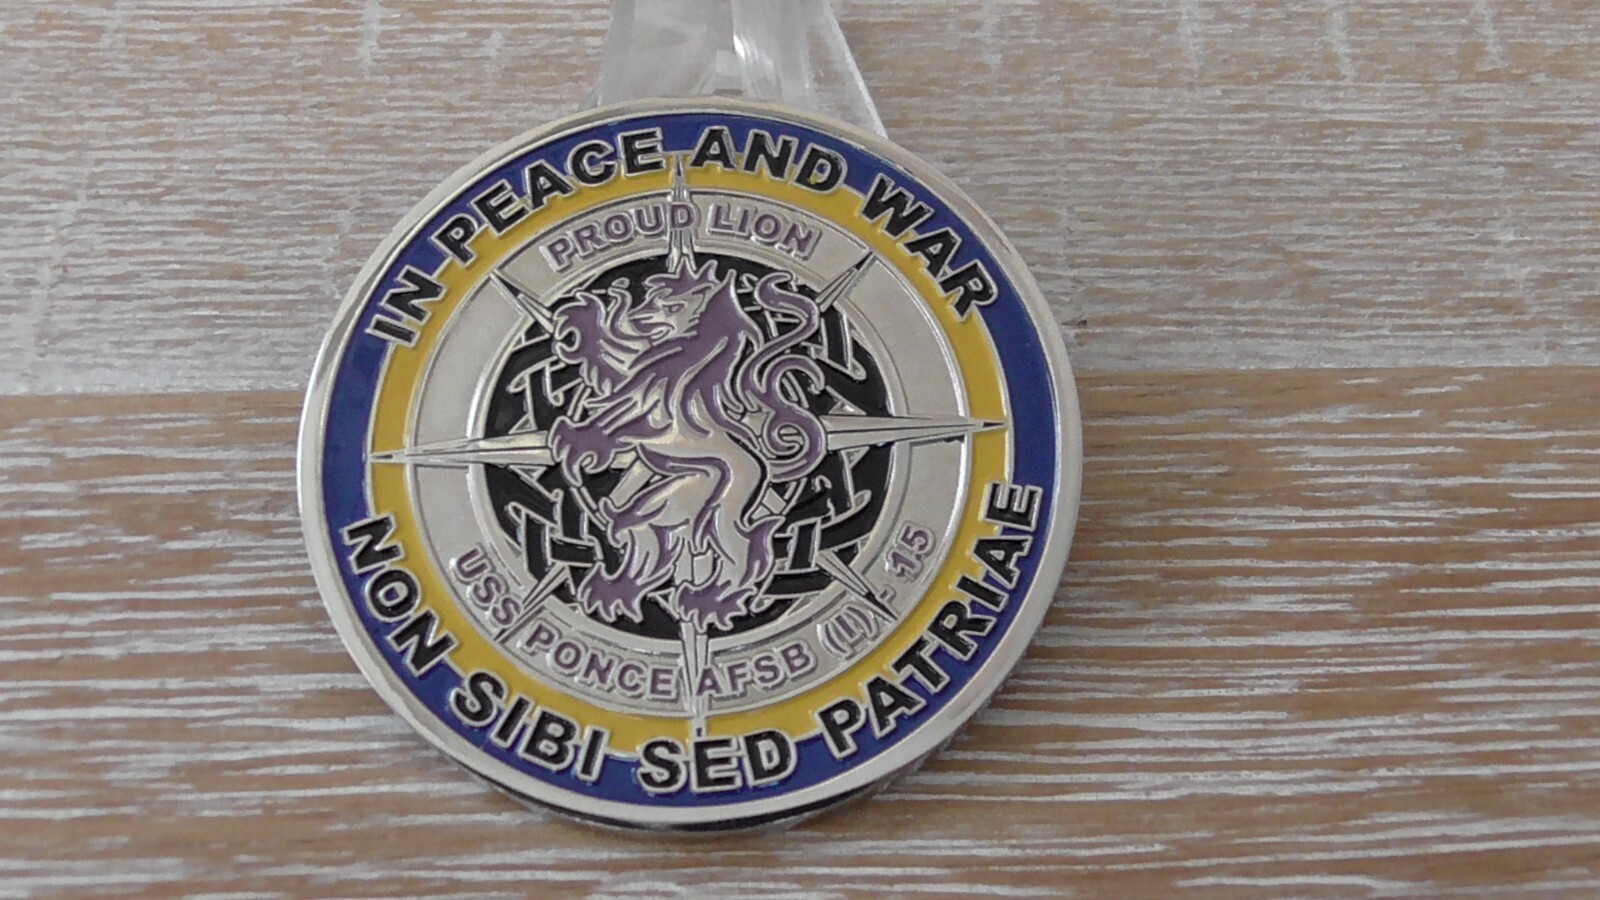 IN PEACE AND WAR
PROUD LION
USS PONCE AFSB ((I)) - 15
NON SIBI SED PATRIAE